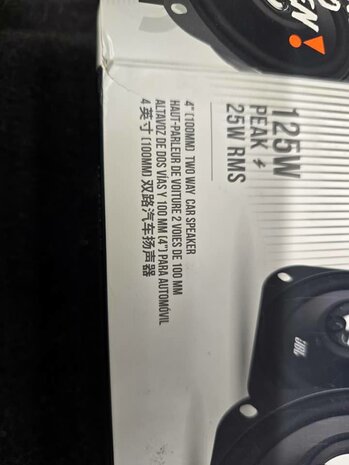 125W
PEAK +
25W RMS
4" (100MM) TWO WAY CAR SPEAKER
HAUT-PARLEUR DE VOITURE 2 VOIES DE 100 MM
ALTAVOZ DE DOS VÍAS Y 100 MM (4") PARA AUTOMÓVIL
4 英寸 (100MM) 双路汽车扬声器
JBL